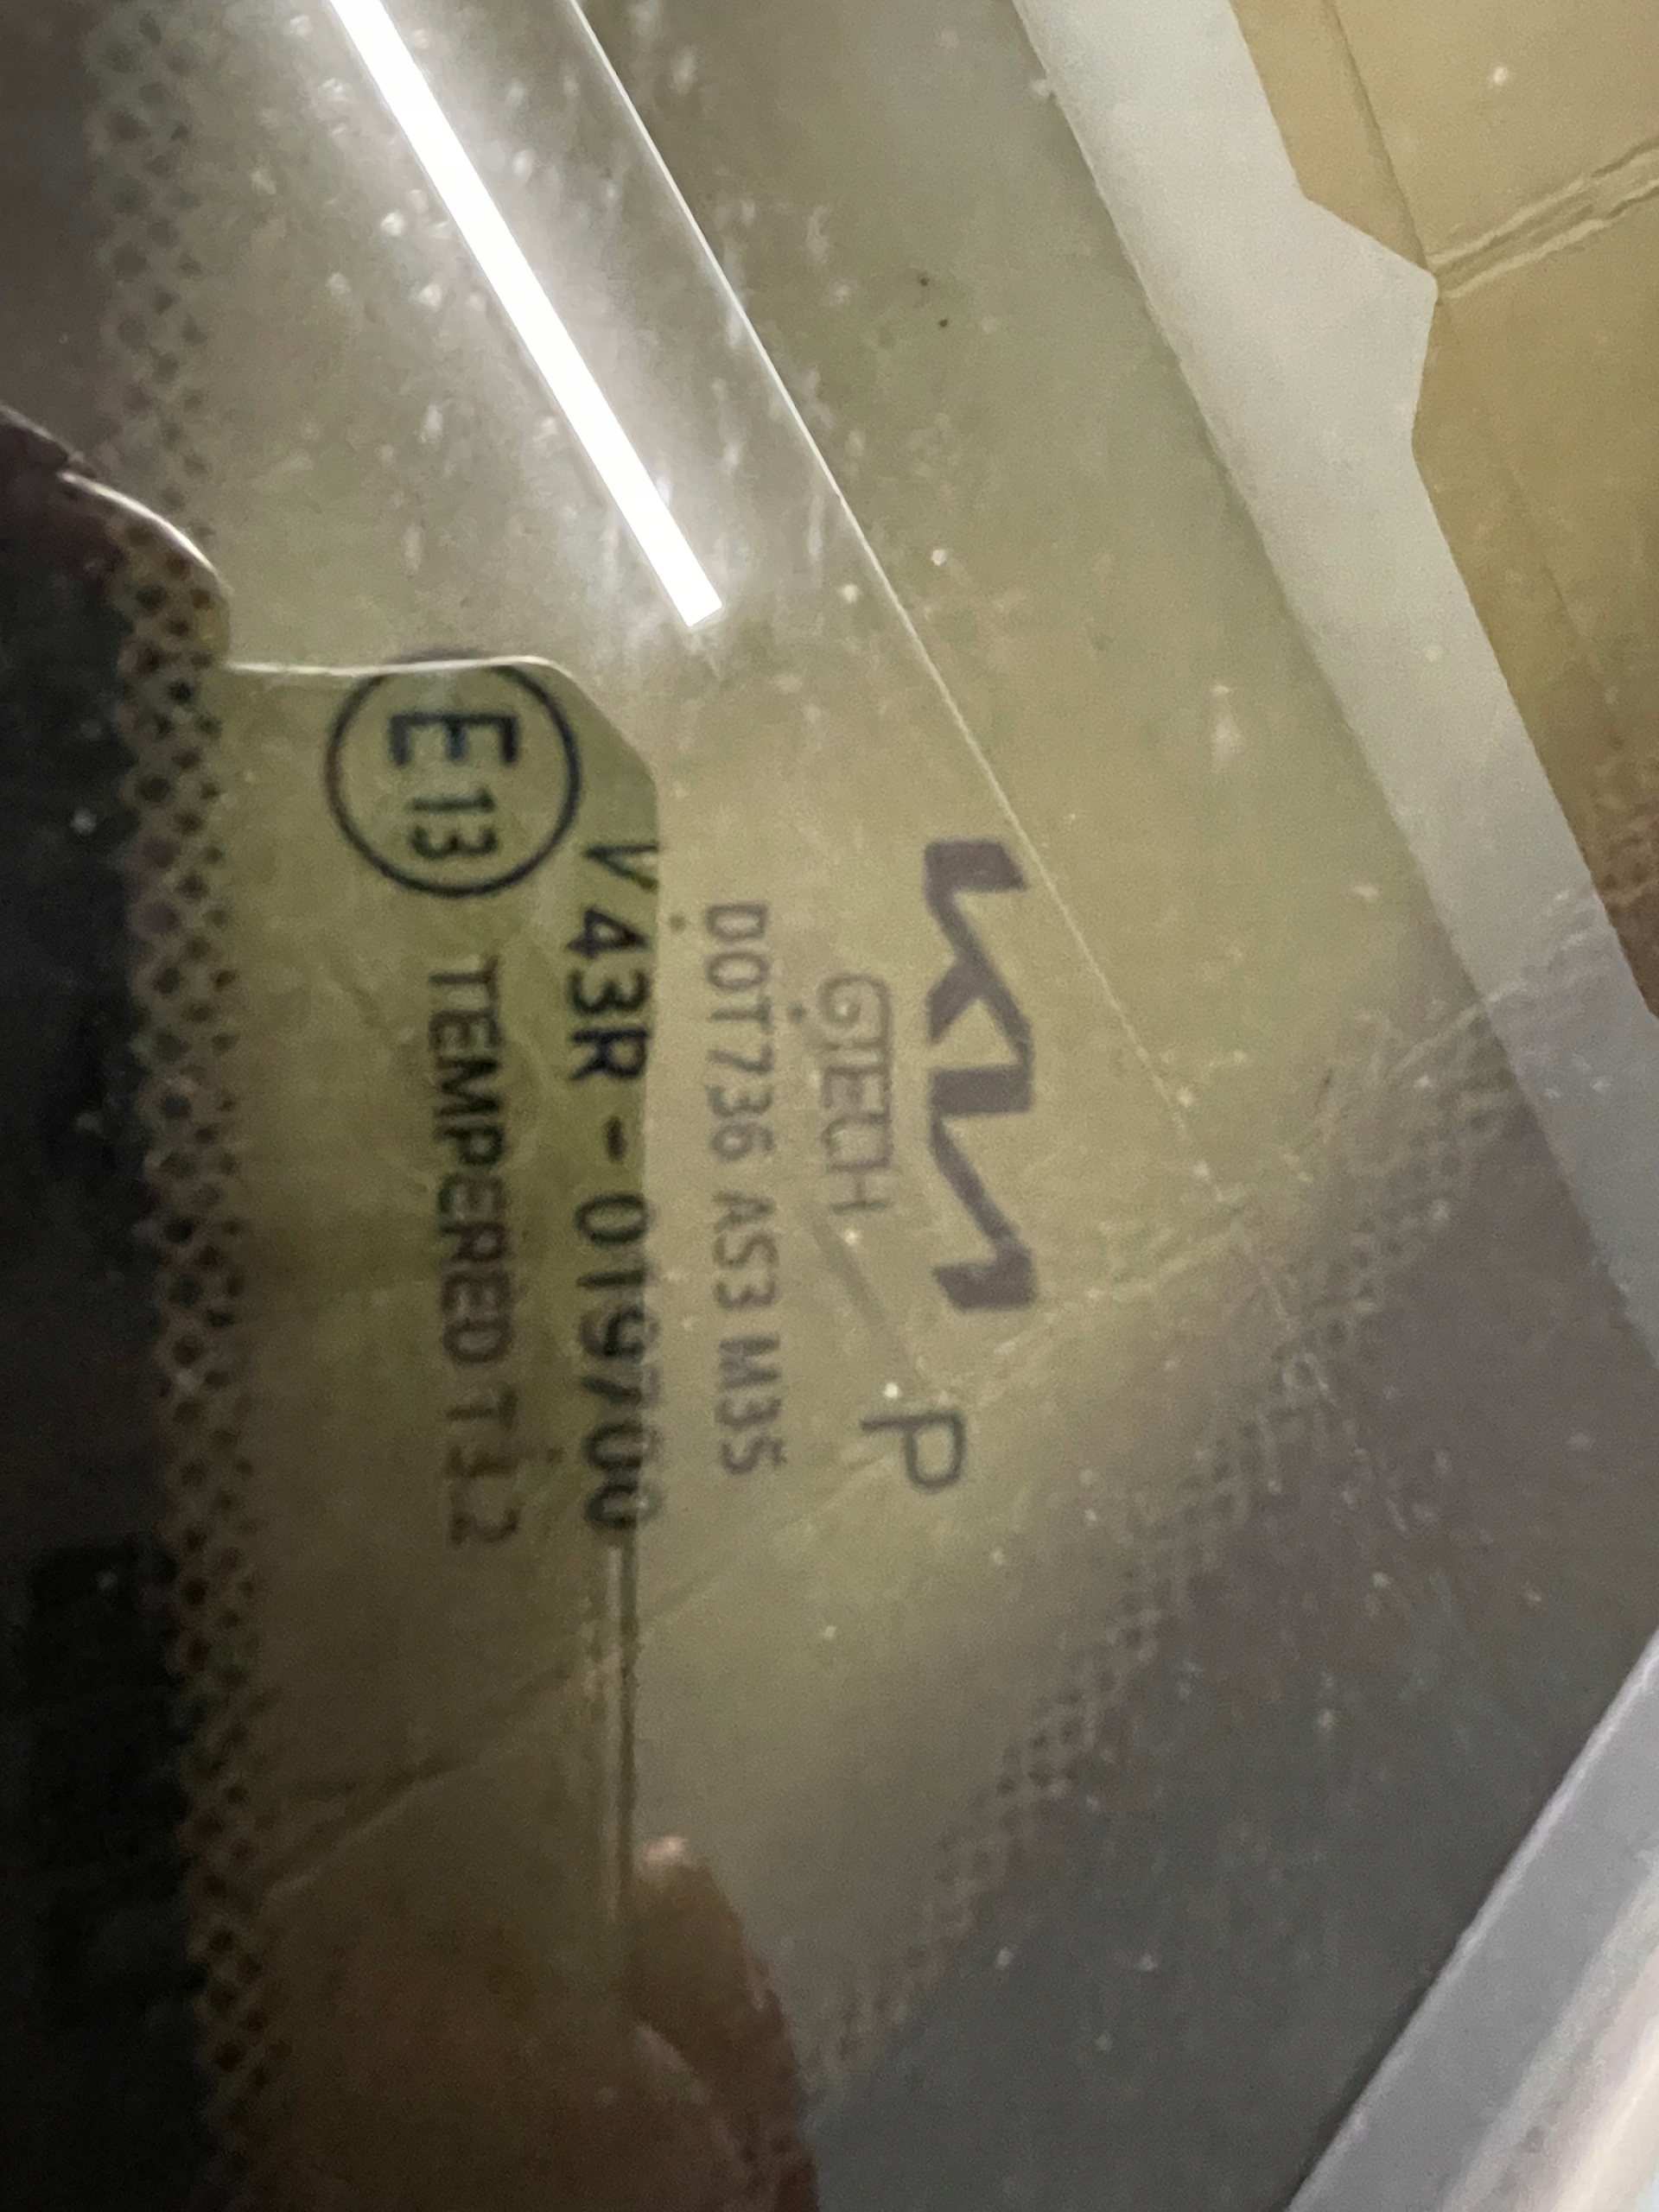 KIA
P
GTECH
DOT736 AS3 M35
V 43R - 019700
E13
TEMPERED T3.2